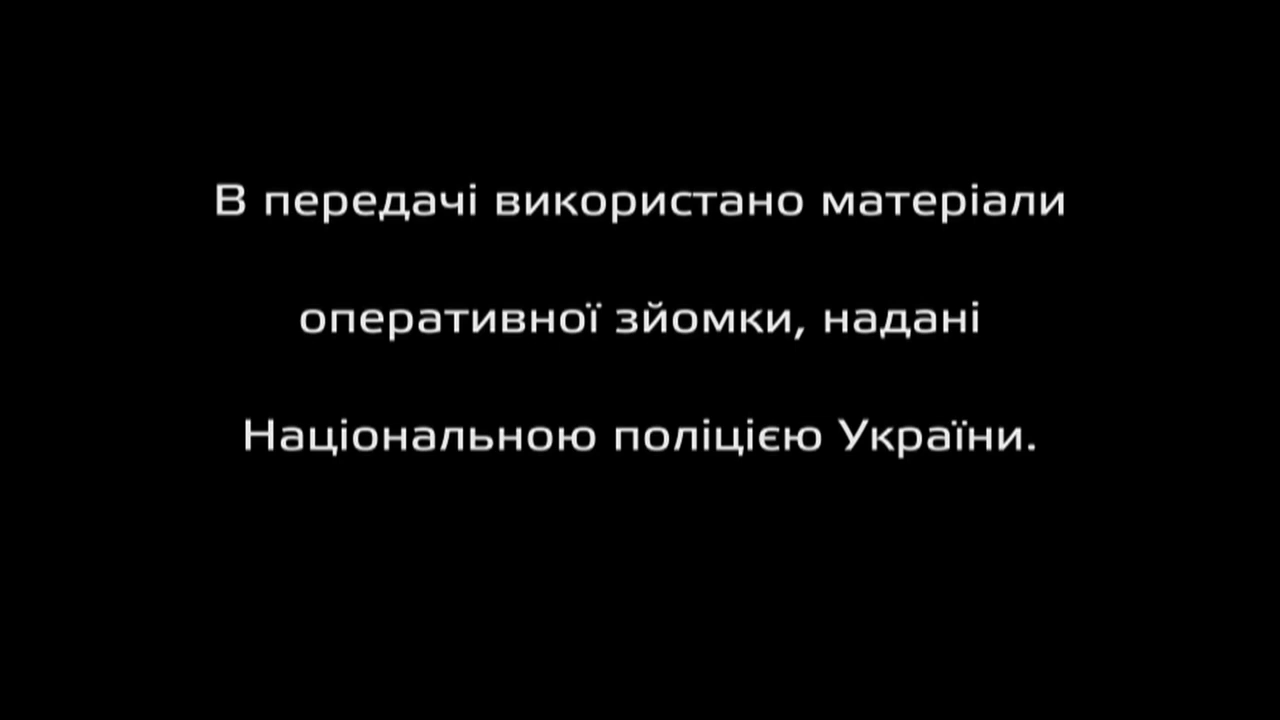 В передачі використано матеріали
оперативної зйомки, надані
Національною поліцією України.